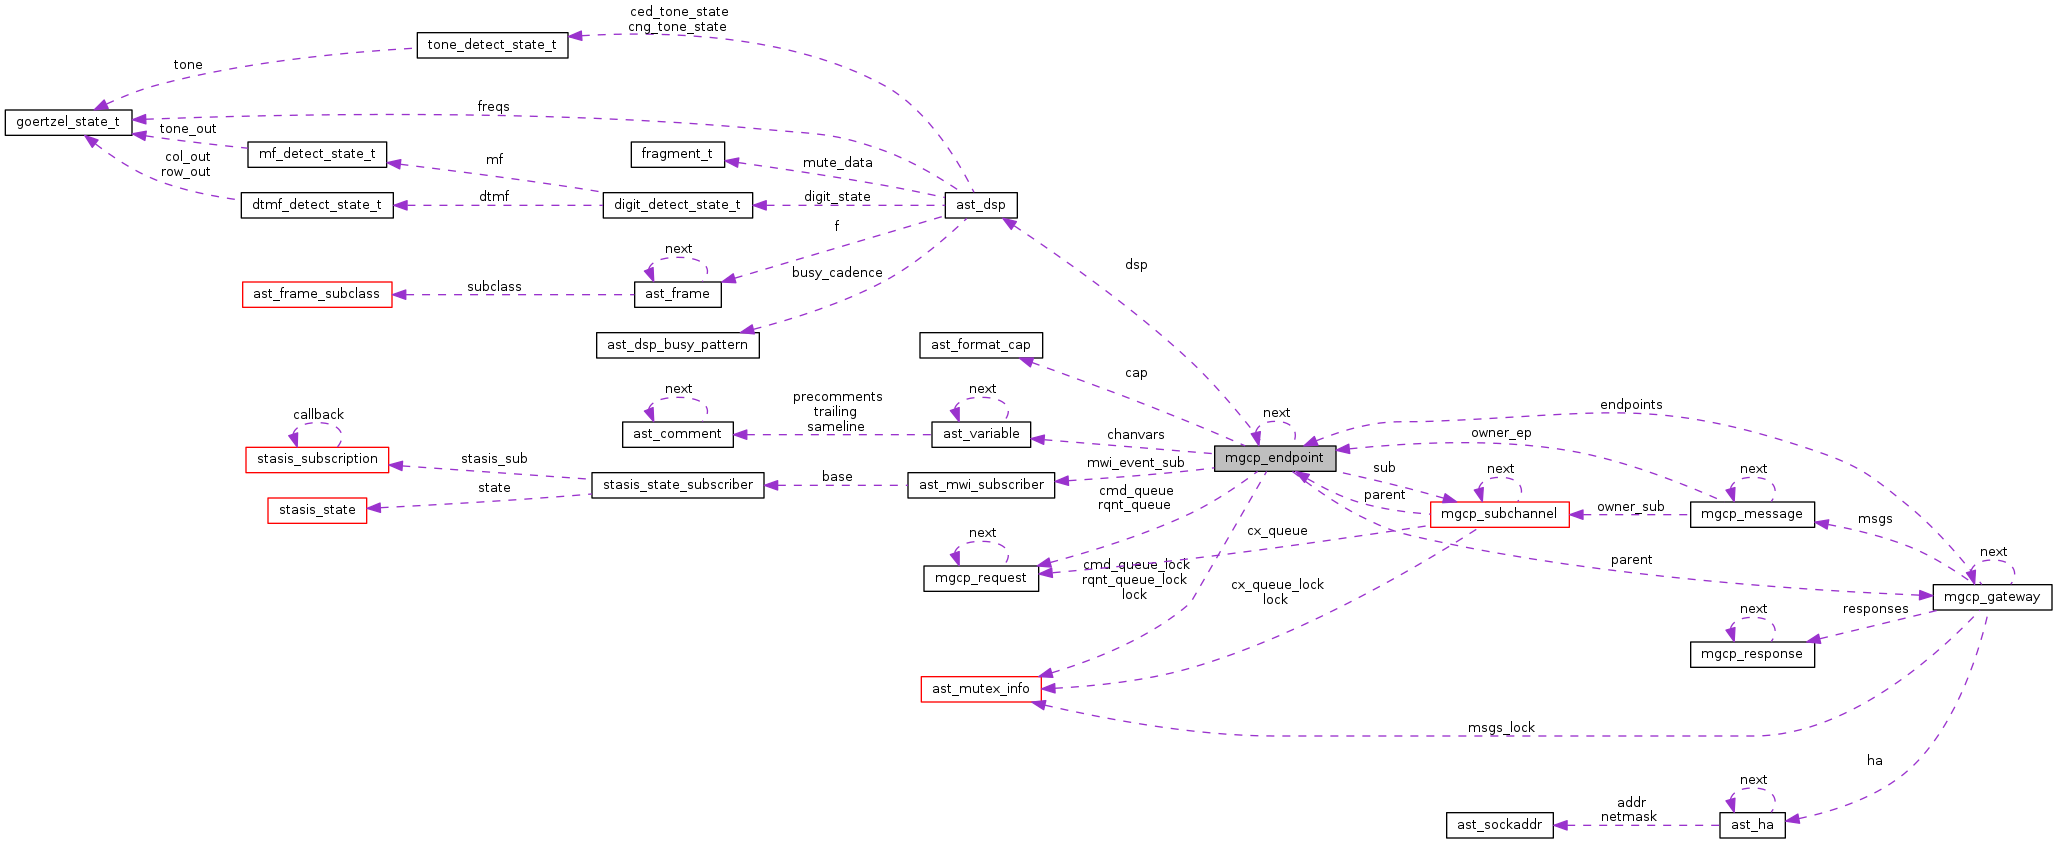 ced_tone_state
cng_tone_state
tone_detect_state_t
tone
freqs
goertzel_state_t
tone_out
mf_detect_state_t
col_out
row_out
mf
fragment_t
mute_data
dtmf_detect_state_t
dtmf
digit_detect_state_t
digit_state
ast_dsp
f
next
dsp
busy_cadence
ast_frame_subclass
subclass
ast_frame
ast_dsp_busy_pattern
ast_format_cap
cap
next
precomments
trailing
sameline
next
callback
ast_comment
ast_variable
chanvars
next
endpoints
owner_ep
stasis_subscription
stasis_sub
mgcp_endpoint
mwi_event_sub
sub
next
next
stasis_state_subscriber
base
ast_mwi_subscriber
state
stasis_state
cmd_queue
rqnt_queue
parent
mgcp_subchannel
owner_sub
mgcp_message
msgs
next
cx_queue
next
mgcp_request
cmd_queue_lock
rqnt_queue_lock
lock
cx_queue_lock
lock
parent
mgcp_gateway
next
responses
mgcp_response
ast_mutex_info
msgs_lock
ha
next
addr
netmask
ast_sockaddr
ast_ha